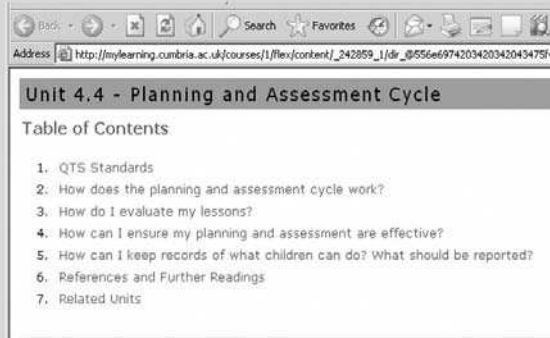 Back Search Favorites
Address http://mylearning.cumbria.ac.uk/courses/1/flex/content/_242859_1/dir_@556e6974203420342043475f
Unit 4.4 - Planning and Assessment Cycle
Table of Contents
1. QTS Standards
2. How does the planning and assessment cycle work?
3. How do I evaluate my lessons?
4. How can I ensure my planning and assessment are effective?
5. How can I keep records of what children can do? What should be reported?
6. References and Further Readings
7. Related Units